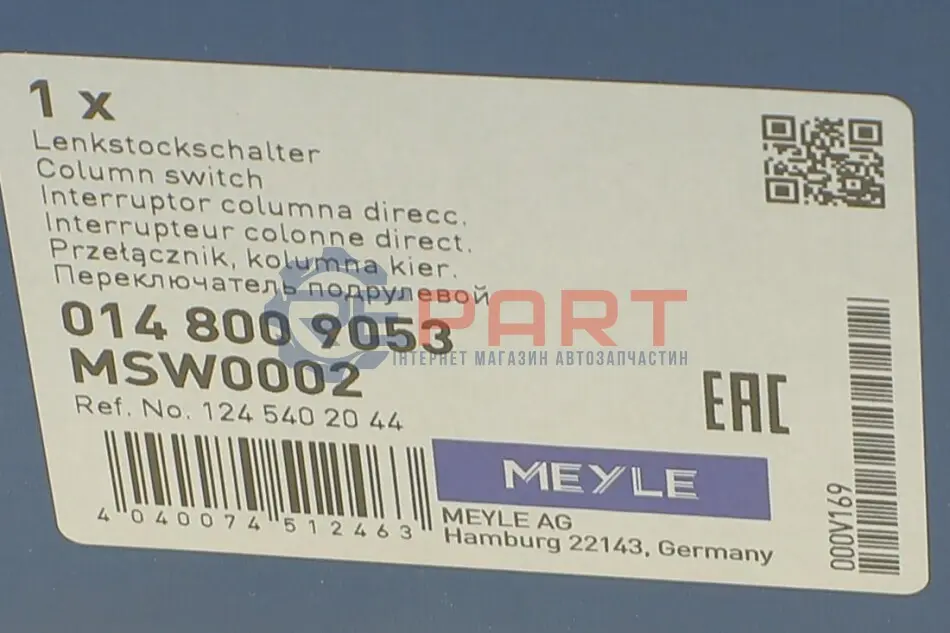 1 x
Lenkstockschalter
Column switch
Interruptor columna direcc.
Interrupteur colonne direct.
Przełącznik, kolumna kier.
Переключатель подрулевой
014 800 9053
MSW0002
Ref. No. 124 540 20 44
4 040074 512463
MEYLE
MEYLE AG
Hamburg 22143, Germany
EAC
000V169
PART
ІНТЕРНЕТ МАГАЗИН АВТОЗАПЧАСТИН